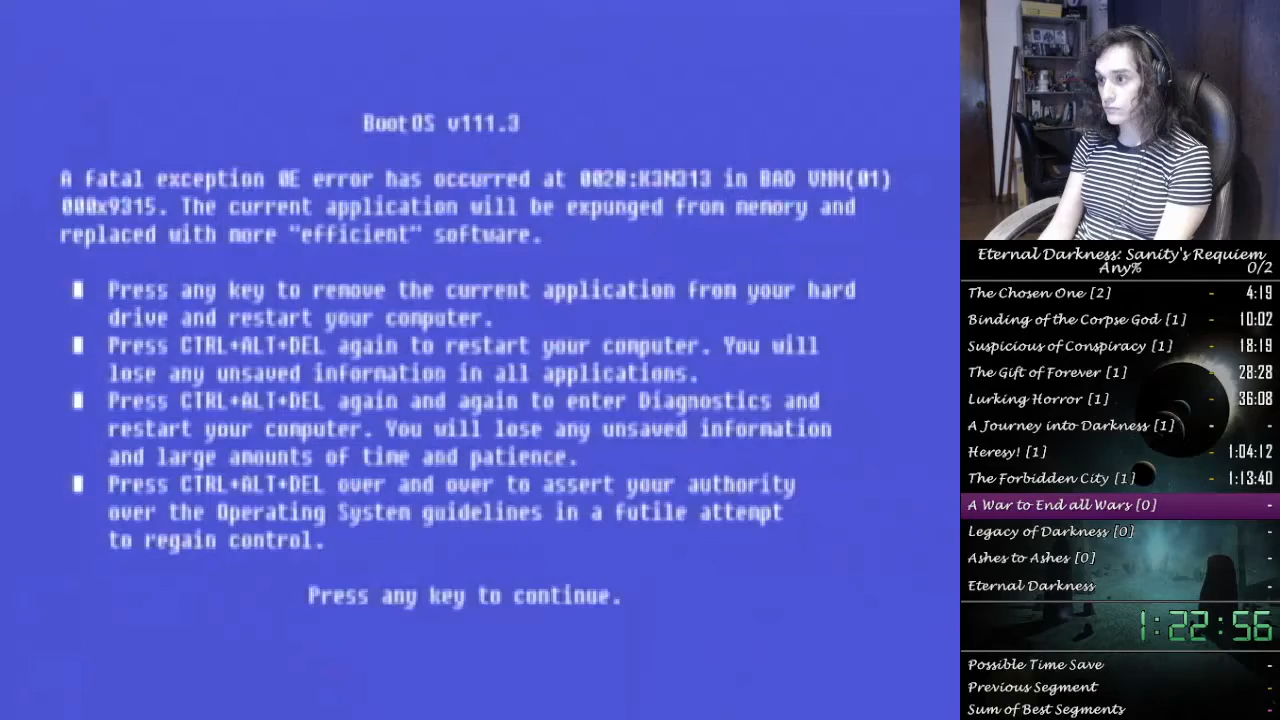 BootOS v111.3
A fatal exception 0E error has occurred at 0028:K3N313 in BAD VMM(01)
000x9315. The current application will be expunged from memory and
replaced with more "efficient" software.
Press any key to remove the current application from your hard
drive and restart your computer.
Press CTRL+ALT+DEL again to restart your computer. You will
lose any unsaved information in all applications.
Press CTRL+ALT+DEL again and again to enter Diagnostics and
restart your computer. You will lose any unsaved information
and large amounts of time and patience.
Press CTRL+ALT+DEL over and over to assert your authority
over the Operating System guidelines in a futile attempt
to regain control.
Press any key to continue.
Eternal Darkness: Sanity's Requiem
Any% 0/2
The Chosen One [2] - 4:19
Binding of the Corpse God [1] - 10:02
Suspicious of Conspiracy [1] - 18:19
The Gift of Forever [1] - 28:28
Lurking Horror [1] - 36:08
A Journey into Darkness [1] - -
Heresy! [1] - 1:04:12
The Forbidden City [1] - 1:13:40
A War to End all Wars [0] -
Legacy of Darkness [0] -
Ashes to Ashes [0] -
Eternal Darkness -
1:22:56
Possible Time Save -
Previous Segment -
Sum of Best Segments -